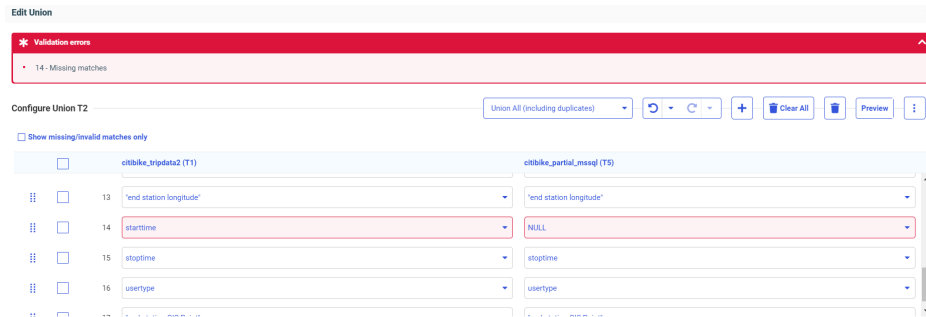 Edit Union
Validation errors
14 - Missing matches
Configure Union T2
Union All (including duplicates)
Clear All
Preview
Show missing/invalid matches only
citibike_tripdata2 (T1) citibike_partial_mssql (T5)
13 "end station longitude" "end station longitude"
14 starttime NULL
15 stoptime stoptime
16 usertype usertype